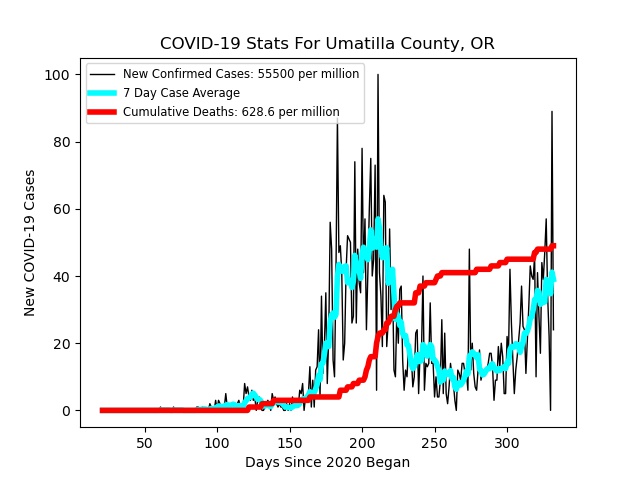 COVID-19 Stats For Umatilla County, OR
New Confirmed Cases: 55500 per million
7 Day Case Average
Cumulative Deaths: 628.6 per million
New COVID-19 Cases
100
80
60
40
20
0
50 100 150 200 250 300
Days Since 2020 Began